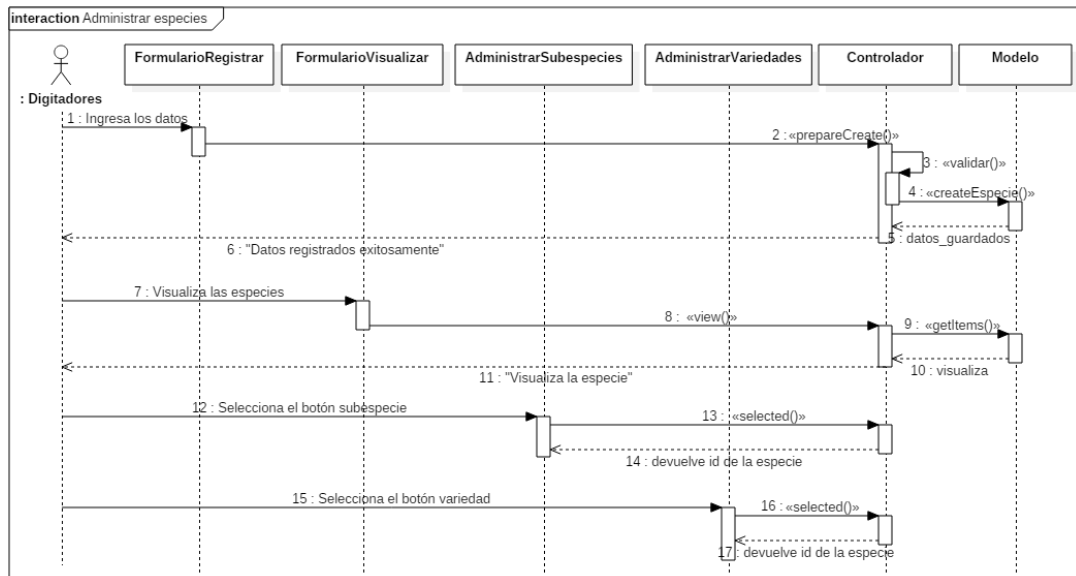 interaction Administrar especies
FormularioRegistrar
FormularioVisualizar
AdministrarSubespecies
AdministrarVariedades
Controlador
Modelo
: Digitadores
1 : Ingresa los datos
2 : «prepareCreate()»
3 : «validar()»
4 : «createEspecie()»
5 : datos_guardados
6 : "Datos registrados exitosamente"
7 : Visualiza las especies
8 : «view()»
9 : «getItems()»
10 : visualiza
11 : "Visualiza la especie"
12 : Selecciona el botón subespecie
13 : «selected()»
14 : devuelve id de la especie
15 : Selecciona el botón variedad
16 : «selected()»
17 : devuelve id de la especie